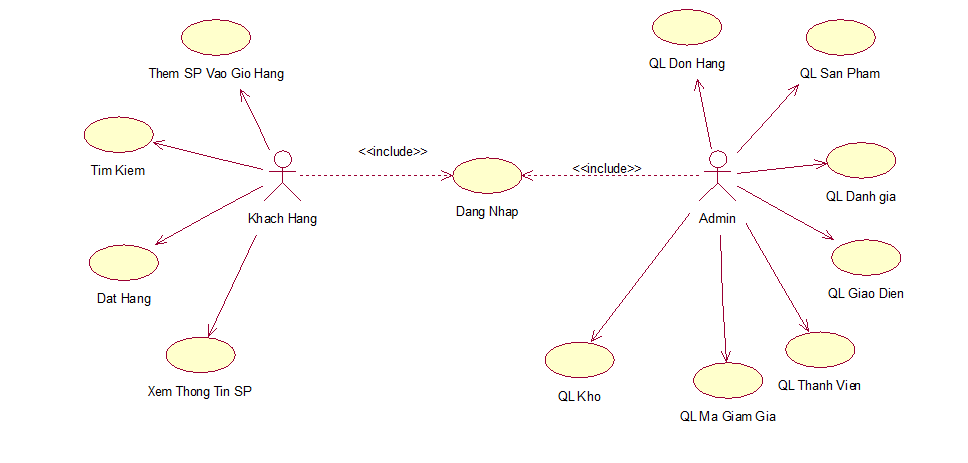 QL Don Hang
QL San Pham
Them SP Vao Gio Hang
<<include>>
<<include>>
Tim Kiem
QL Danh gia
Khach Hang
Dang Nhap
Admin
Dat Hang
QL Giao Dien
Xem Thong Tin SP
QL Kho
QL Thanh Vien
QL Ma Giam Gia